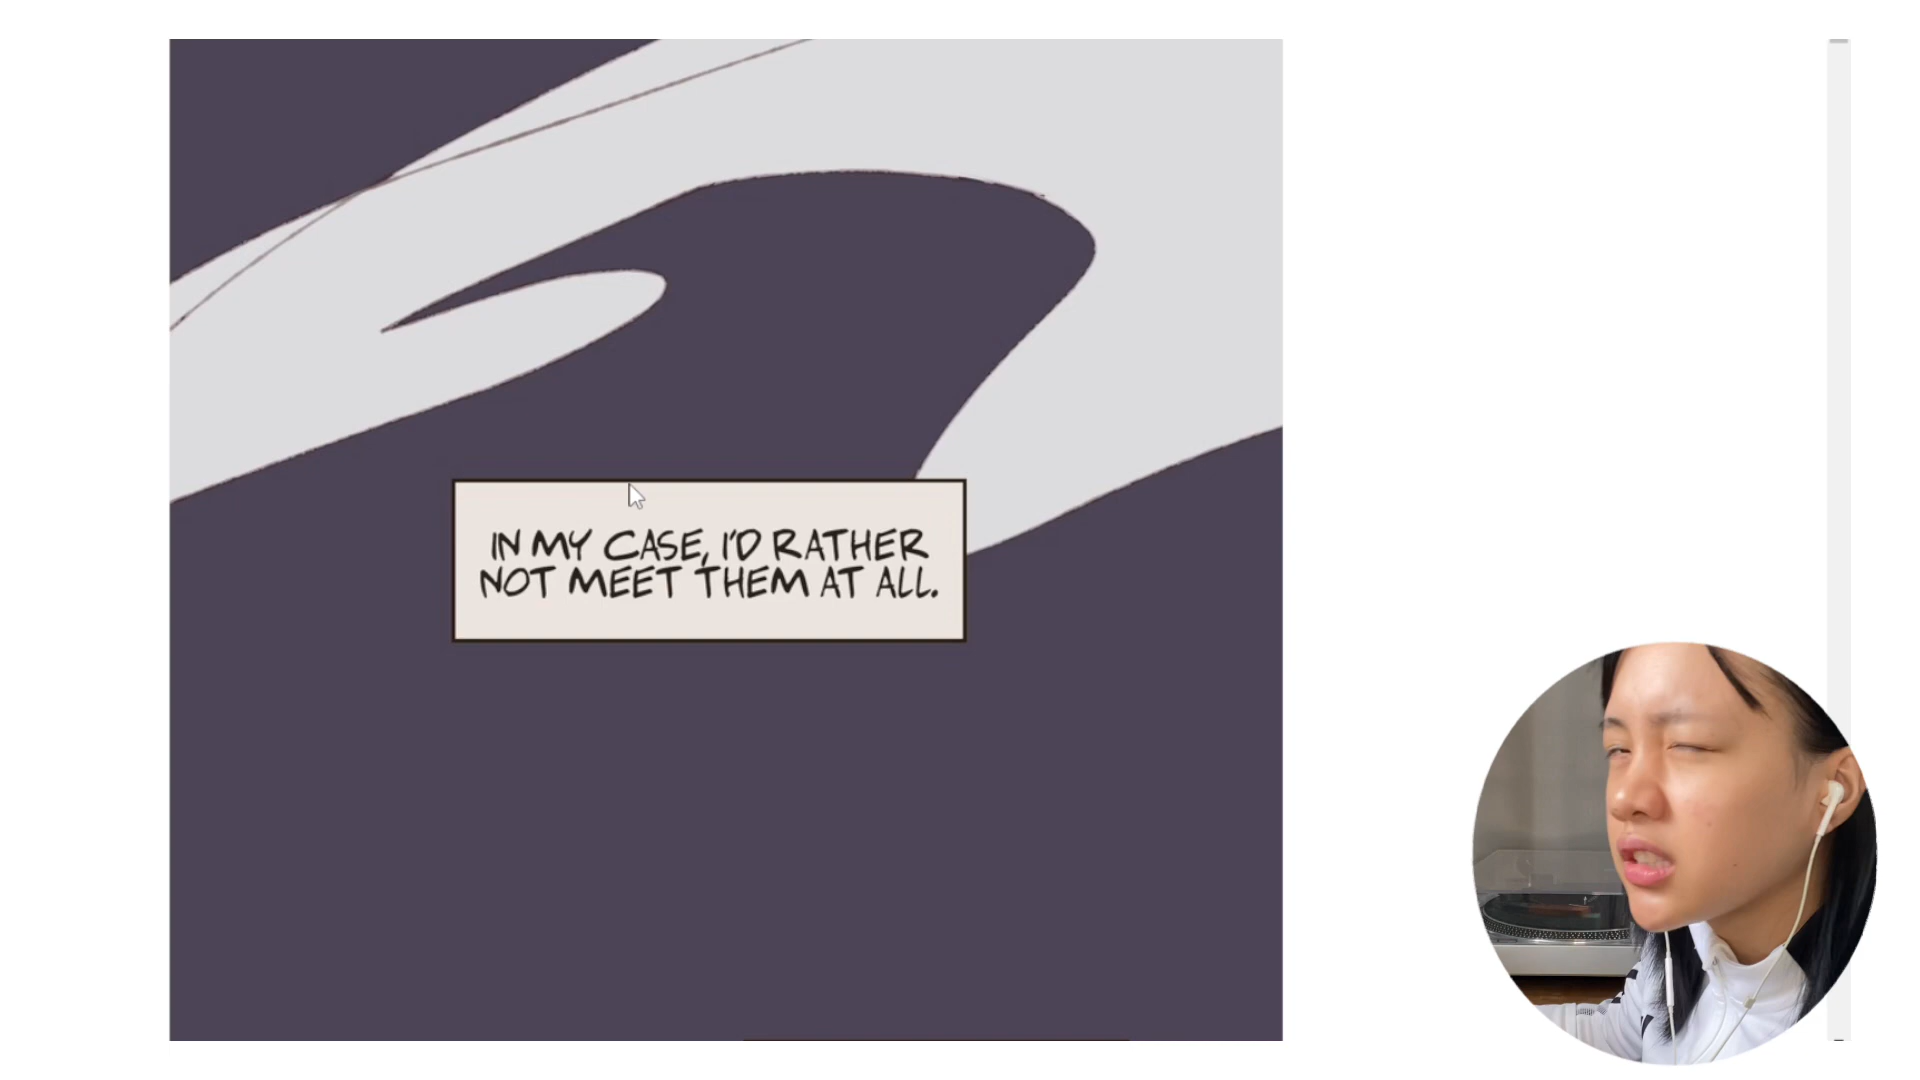 IN MY CASE, I'D RATHER
NOT MEET THEM AT ALL.